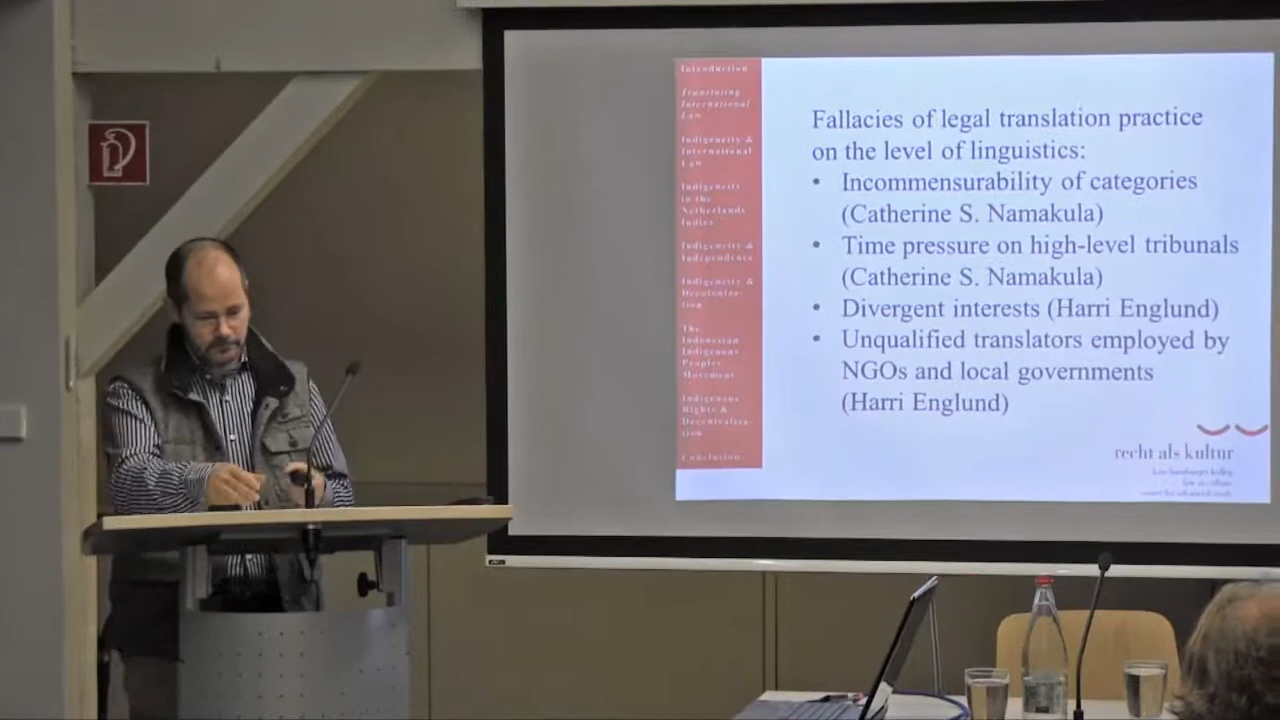 Introduction
Translating
International
Law
Indigeneity &
International
Law
Indigeneity
in the
Netherlands
Indies
Indigeneity &
Independence
Indigeneity &
Decoloniza-
tion
The
Indonesian
Indigenous
Peoples
Movement
Indigenous
Rights &
Decentraliza-
tion
Conclusion
Fallacies of legal translation practice
on the level of linguistics:
• Incommensurability of categories
(Catherine S. Namakula)
• Time pressure on high-level tribunals
(Catherine S. Namakula)
• Divergent interests (Harri Englund)
• Unqualified translators employed by
NGOs and local governments
(Harri Englund)
recht als kultur